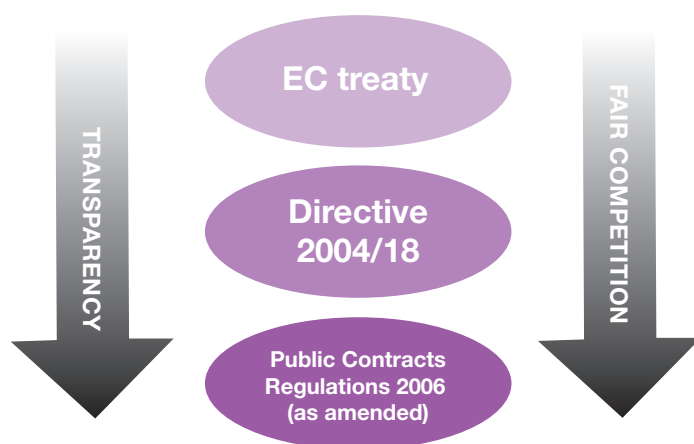 TRANSPARENCY
EC treaty
Directive
2004/18
Public Contracts
Regulations 2006
(as amended)
FAIR COMPETITION